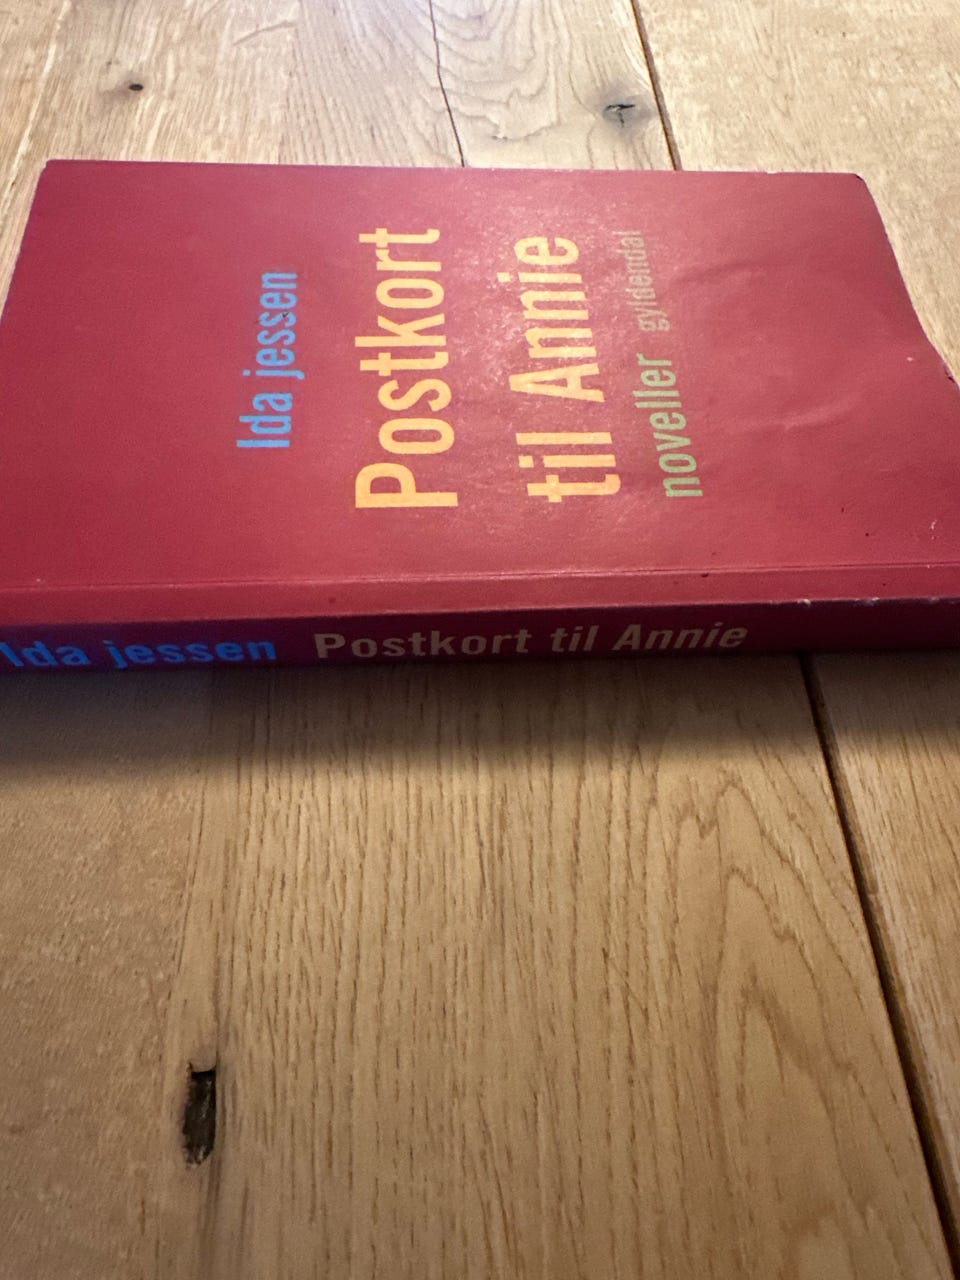 Ida jessen
Postkort
til Annie
noveller gyldendal
Ida jessen Postkort til Annie